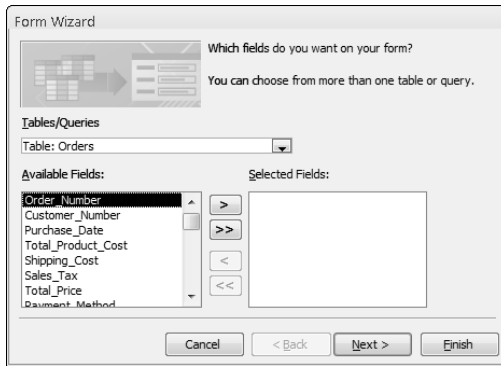 Form Wizard
Which fields do you want on your form?
You can choose from more than one table or query.
Tables/Queries
Table: Orders
Available Fields:
Selected Fields:
Order_Number
Customer_Number
Purchase_Date
Total_Product_Cost
Shipping_Cost
Sales_Tax
Total_Price
Payment_Method
>
>>
<
<<
Cancel
< Back
Next >
Finish